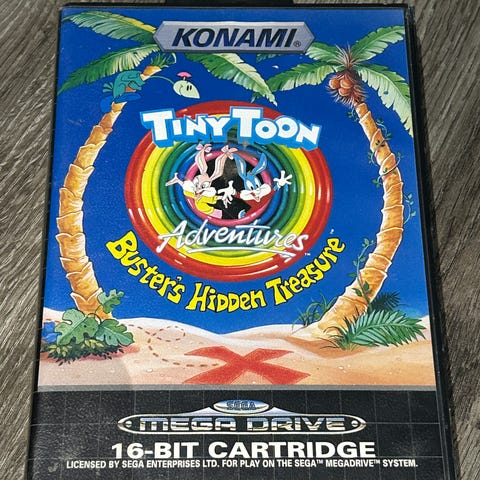 KONAMI®
TINY TOON
Adventures™
BUSTER'S HIDDEN TREASURE
SEGA
MEGA DRIVE
16-BIT CARTRIDGE
LICENSED BY SEGA ENTERPRISES LTD. FOR PLAY ON THE SEGA™ MEGADRIVE™ SYSTEM.